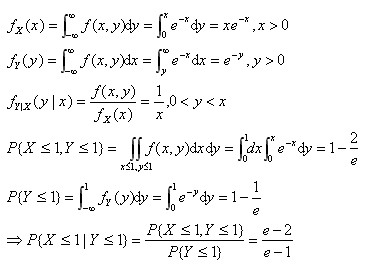 f_X(x) = ∫_{-∞}^{∞} f(x,y)dy = ∫_0^x e^{-x}dy = xe^{-x}, x > 0
f_Y(y) = ∫_{-∞}^{∞} f(x,y)dx = ∫_y^{∞} e^{-x}dx = e^{-y}, y > 0
f_{Y|X}(y|x) = f(x,y)/f_X(x) = 1/x, 0 < y < x
P{X ≤ 1, Y ≤ 1} = ∬_{x≤1,y≤1} f(x,y)dxdy = ∫_0^1 dx∫_0^x e^{-x}dy = 1 - 2/e
P{Y ≤ 1} = ∫_{-∞}^1 f_Y(y)dy = ∫_0^1 e^{-y}dy = 1 - 1/e
⇒ P{X ≤ 1 | Y ≤ 1} = P{X ≤ 1, Y ≤ 1}/P{Y ≤ 1} = (e-2)/(e-1)